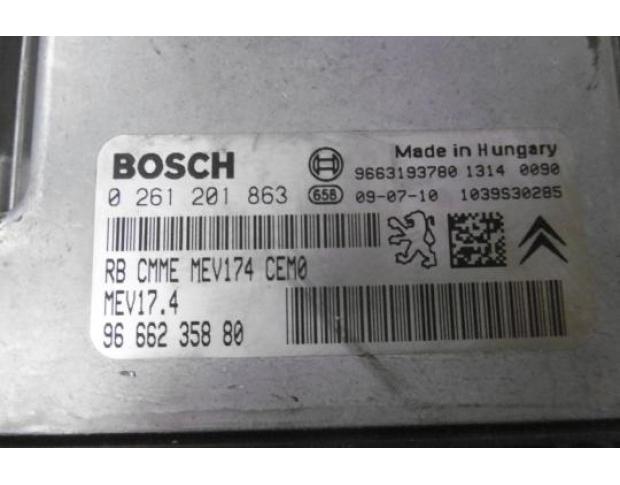 BOSCH
Made in Hungary
9663193780 1314 0090
0 261 201 863 658 09-07-10 1039S30285
RB CMME MEV174 CEM0
MEV17.4
96 662 358 80